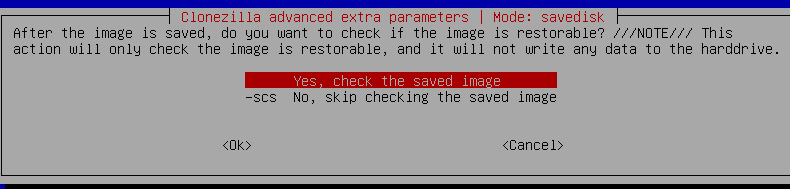 Clonezilla advanced extra parameters | Mode: savedisk
After the image is saved, do you want to check if the image is restorable? ///NOTE/// This
action will only check the image is restorable, and it will not write any data to the harddrive.
Yes, check the saved image
-scs No, skip checking the saved image
<Ok> <Cancel>